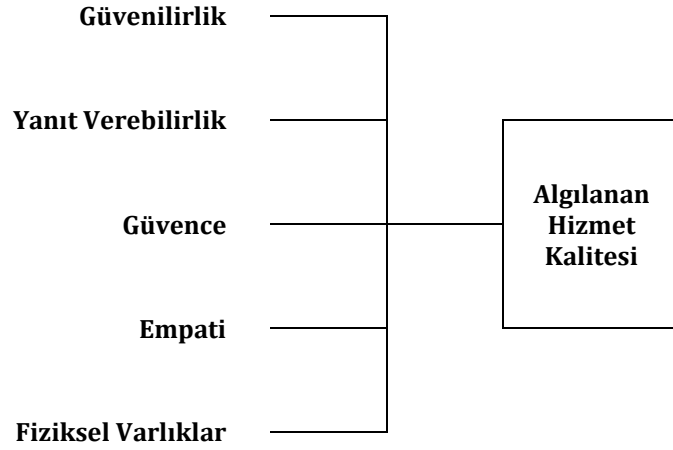 Güvenilirlik
Yanıt Verebilirlik
Güvence
Empati
Fiziksel Varlıklar
Algılanan
Hizmet
Kalitesi